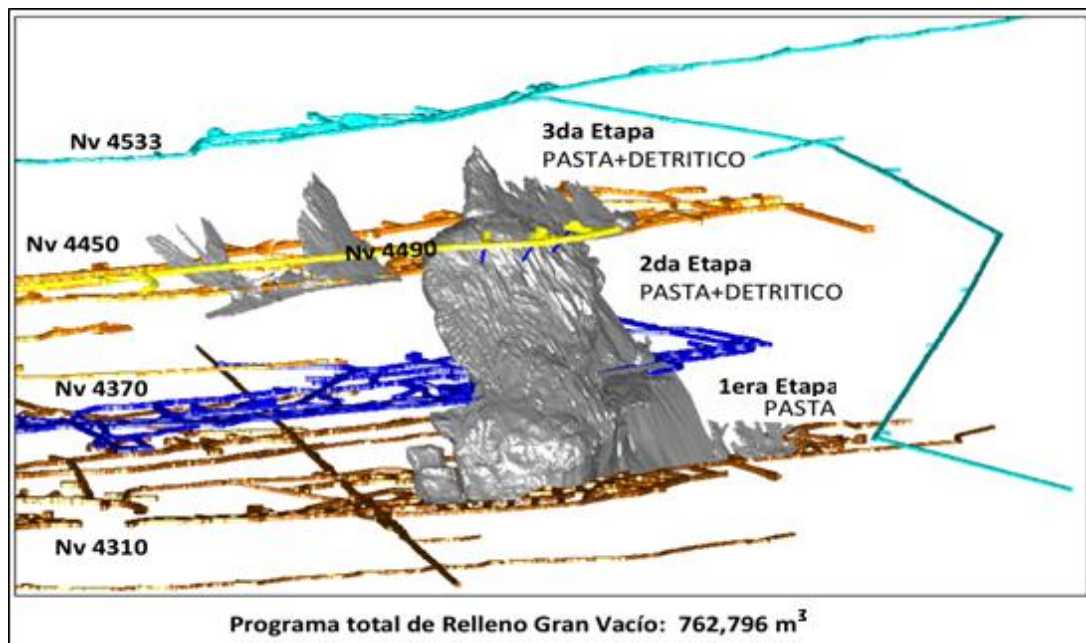 Nv 4533
3da Etapa
PASTA+DETRITICO
Nv 4450
Nv 4490
2da Etapa
PASTA+DETRITICO
Nv 4370
1era Etapa
PASTA
Nv 4310
Programa total de Relleno Gran Vacío: 762,796 m³